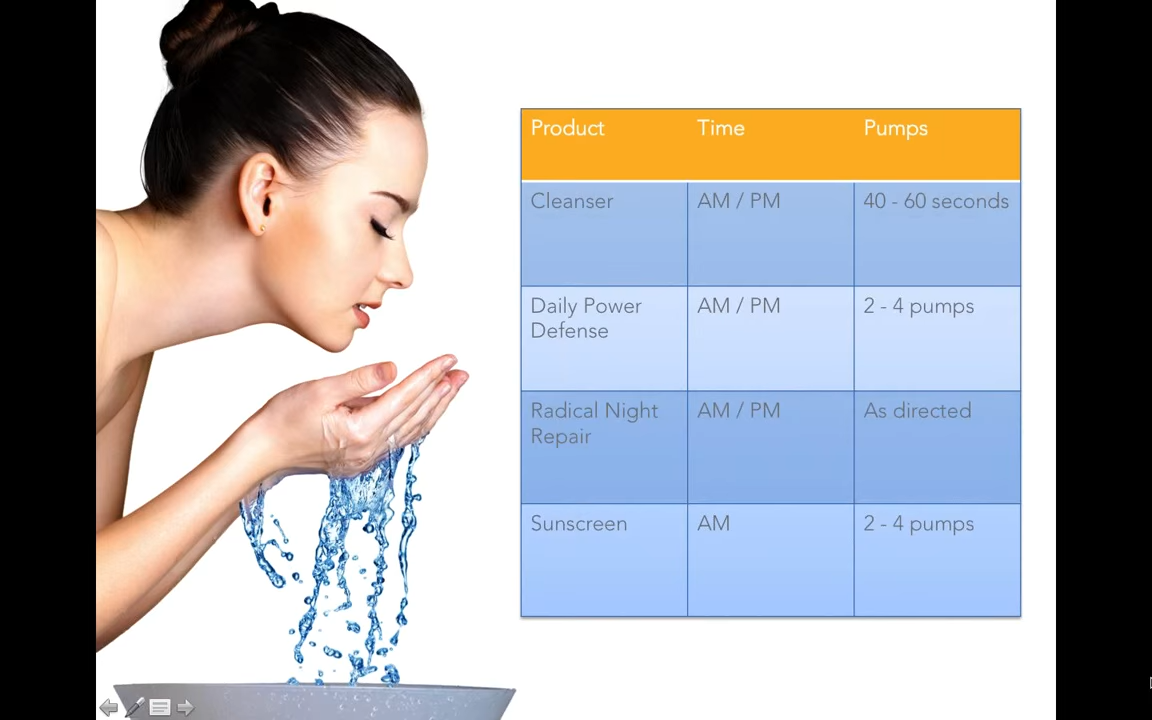 Product Time Pumps
Cleanser AM / PM 40 - 60 seconds
Daily Power AM / PM 2 - 4 pumps
Defense
Radical Night AM / PM As directed
Repair
Sunscreen AM 2 - 4 pumps